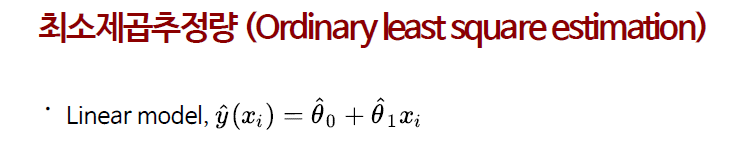 최소제곱추정량 (Ordinary least square estimation)
· Linear model, ŷ(xᵢ) = θ̂₀ + θ̂₁xᵢ